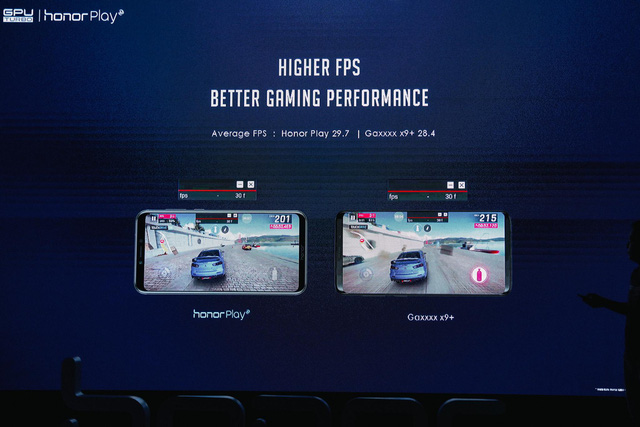 GPU TURBO | honor Play
HIGHER FPS
BETTER GAMING PERFORMANCE
Average FPS : Honor Play 29.7 | Gaxxxx x9+ 28.4
fps - 30 f
fps - 30 f
201
215
honor Play
Gaxxxx x9+